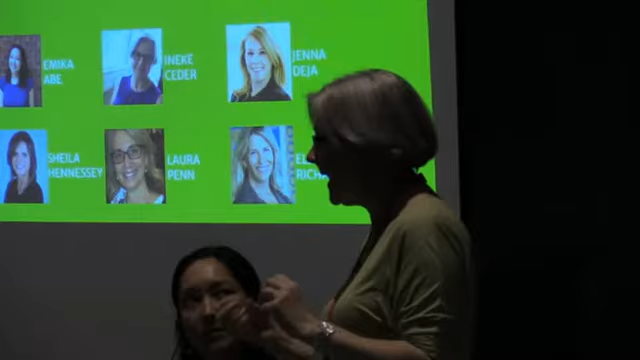 EMIKA
ABE
INEKE
CEDER
JENNA
DEJA
SHEILA
HENNESSEY
LAURA
PENN